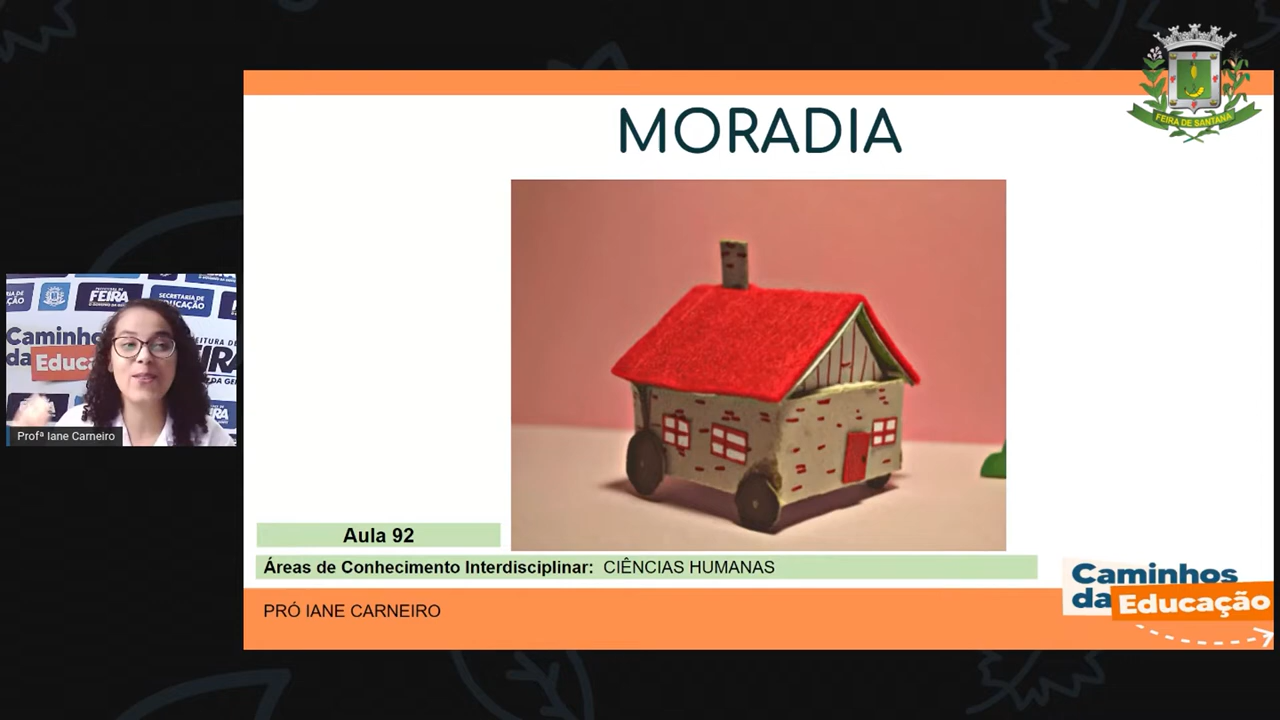 MORADIA
FEIRA DE SANTANA
FEIRA
SECRETARIA DE
EDUCAÇÃO
Caminhos
da Educa
Profª Iane Carneiro
Aula 92
Áreas de Conhecimento Interdisciplinar: CIÊNCIAS HUMANAS
PRÓ IANE CARNEIRO
Caminhos
da Educação